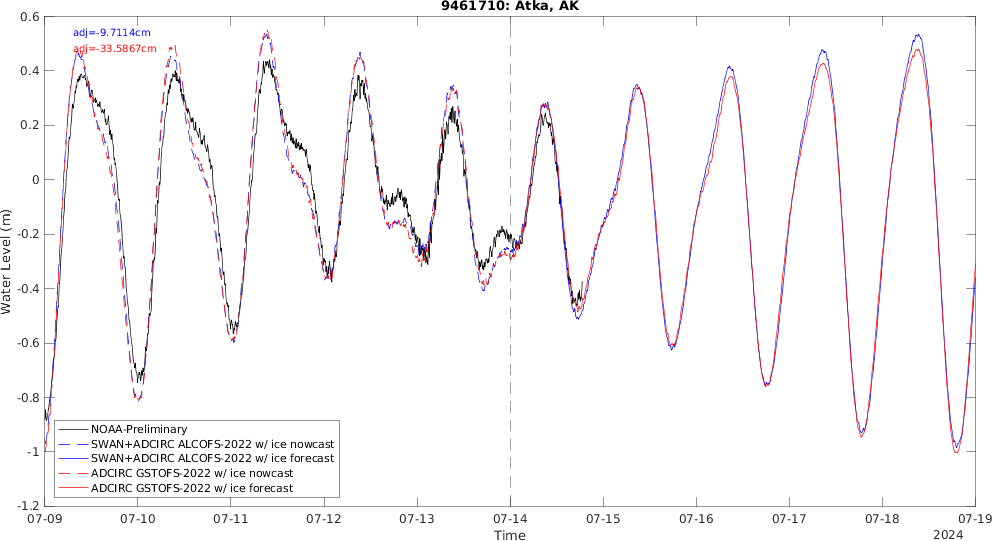 9461710: Atka, AK
adj=-9.7114cm
adj=-33.5867cm
0.6
0.4
0.2
0
-0.2
-0.4
-0.6
-0.8
-1
-1.2
Water Level (m)
NOAA-Preliminary
SWAN+ADCIRC ALCOFS-2022 w/ ice nowcast
SWAN+ADCIRC ALCOFS-2022 w/ ice forecast
ADCIRC GSTOFS-2022 w/ ice nowcast
ADCIRC GSTOFS-2022 w/ ice forecast
07-09 07-10 07-11 07-12 07-13 07-14 07-15 07-16 07-17 07-18 07-19
Time
2024